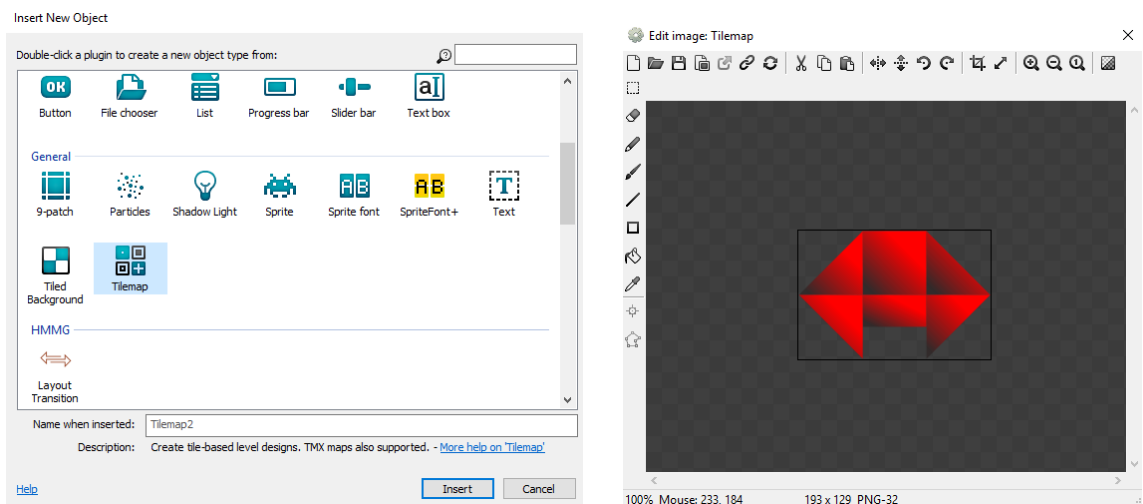 Insert New Object
Double-click a plugin to create a new object type from:
OK
a
Button File chooser List Progress bar Slider bar Text box
General
AB AB T
9-patch Particles Shadow Light Sprite Sprite font SpriteFont+ Text
Tiled Background Tilemap
HMMG
Layout Transition
Name when inserted: Tilemap2
Description: Create tile-based level designs. TMX maps also supported. - More help on 'Tilemap'
Help Insert Cancel
Edit image: Tilemap
100% Mouse: 233, 184 193 x 129 PNG-32